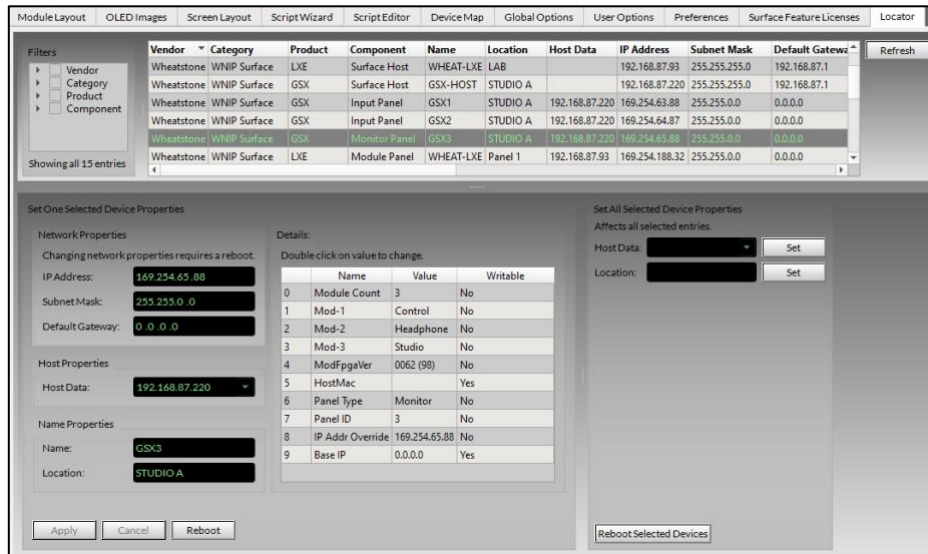 Module Layout OLED Images Screen Layout Script Wizard Script Editor Device Map Global Options User Options Preferences Surface Feature Licenses Locator
Filters
Vendor
Category
Product
Component
Showing all 15 entries
Vendor Category Product Component Name Location Host Data IP Address Subnet Mask Default Gatewa
Wheatstone WNIP Surface LXE Surface Host WHEAT-LXE LAB 192.168.87.93 255.255.255.0 192.168.87.1
Wheatstone WNIP Surface GSX Surface Host GSX-HOST STUDIO A 192.168.87.220 255.255.255.0 192.168.87.1
Wheatstone WNIP Surface GSX Input Panel GSX1 STUDIO A 192.168.87.220 169.254.63.88 255.255.0.0 0.0.0.0
Wheatstone WNIP Surface GSX Input Panel GSX2 STUDIO A 192.168.87.220 169.254.64.87 255.255.0.0 0.0.0.0
Wheatstone WNIP Surface GSX Monitor Panel GSX3 STUDIO A 192.168.87.220 169.254.65.88 255.255.0.0 0.0.0.0
Wheatstone WNIP Surface LXE Module Panel WHEAT-LXE Panel 1 192.168.87.93 169.254.188.32 255.255.0.0 0.0.0.0
Refresh
Set One Selected Device Properties
Network Properties
Changing network properties requires a reboot.
IP Address: 169.254.65.88
Subnet Mask: 255.255.0 .0
Default Gateway: 0 .0 .0 .0
Host Properties
Host Data: 192.168.87.220
Name Properties
Name: GSX3
Location: STUDIO A
Apply Cancel Reboot
Details:
Double click on value to change.
Name Value Writable
0 Module Count 3 No
1 Mod-1 Control No
2 Mod-2 Headphone No
3 Mod-3 Studio No
4 ModFpgaVer 0062 (98) No
5 HostMac Yes
6 Panel Type Monitor No
7 Panel ID 3 No
8 IP Addr Override 169.254.65.88 No
9 Base IP 0.0.0.0 Yes
Set All Selected Device Properties
Affects all selected entries.
Host Data: Set
Location: Set
Reboot Selected Devices